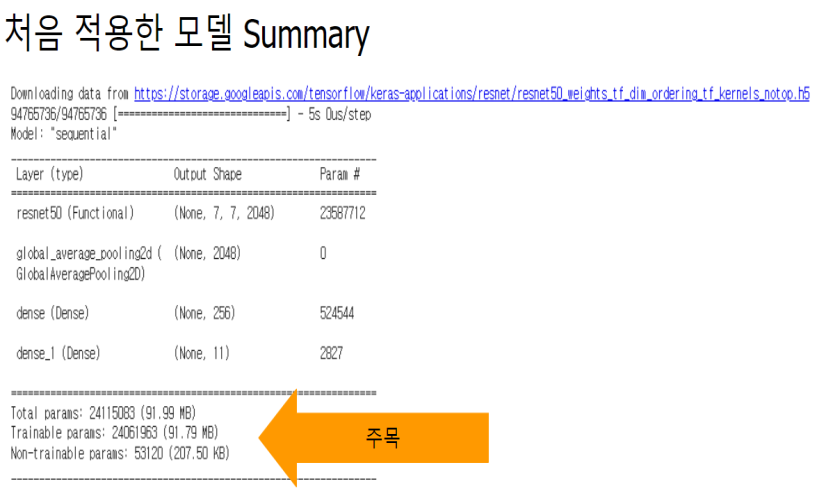 처음 적용한 모델 Summary
Downloading data from https://storage.googleapis.com/tensorflow/keras-applications/resnet/resnet50_weights_tf_dim_ordering_tf_kernels_notop.h5
94765736/94765736 [==============================] - 5s 0us/step
Model: "sequential"
_________________________________________________________________
Layer (type) Output Shape Param #
=================================================================
resnet50 (Functional) (None, 7, 7, 2048) 23587712
global_average_pooling2d ( (None, 2048) 0
GlobalAveragePooling2D)
dense (Dense) (None, 256) 524544
dense_1 (Dense) (None, 11) 2827
=================================================================
Total params: 24115083 (91.99 MB)
Trainable params: 24061963 (91.79 MB)
주목
Non-trainable params: 53120 (207.50 KB)
_________________________________________________________________